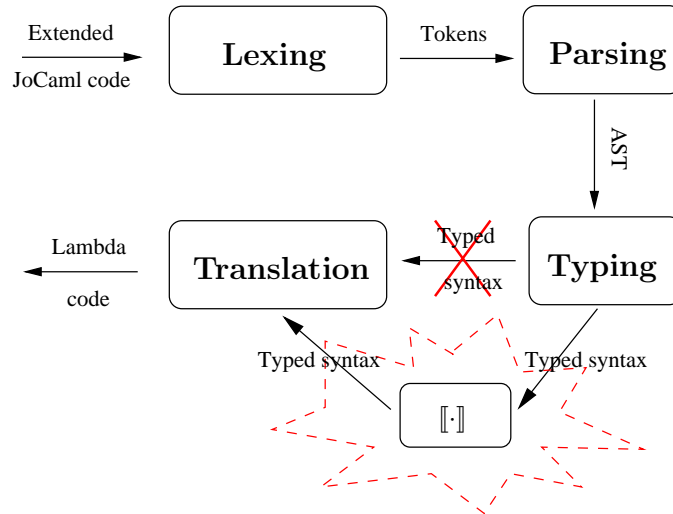 Extended
JoCaml code
Lexing
Tokens
Parsing
AST
Lambda
code
Translation
Typed
syntax
Typing
Typed syntax
Typed syntax
⟦·⟧